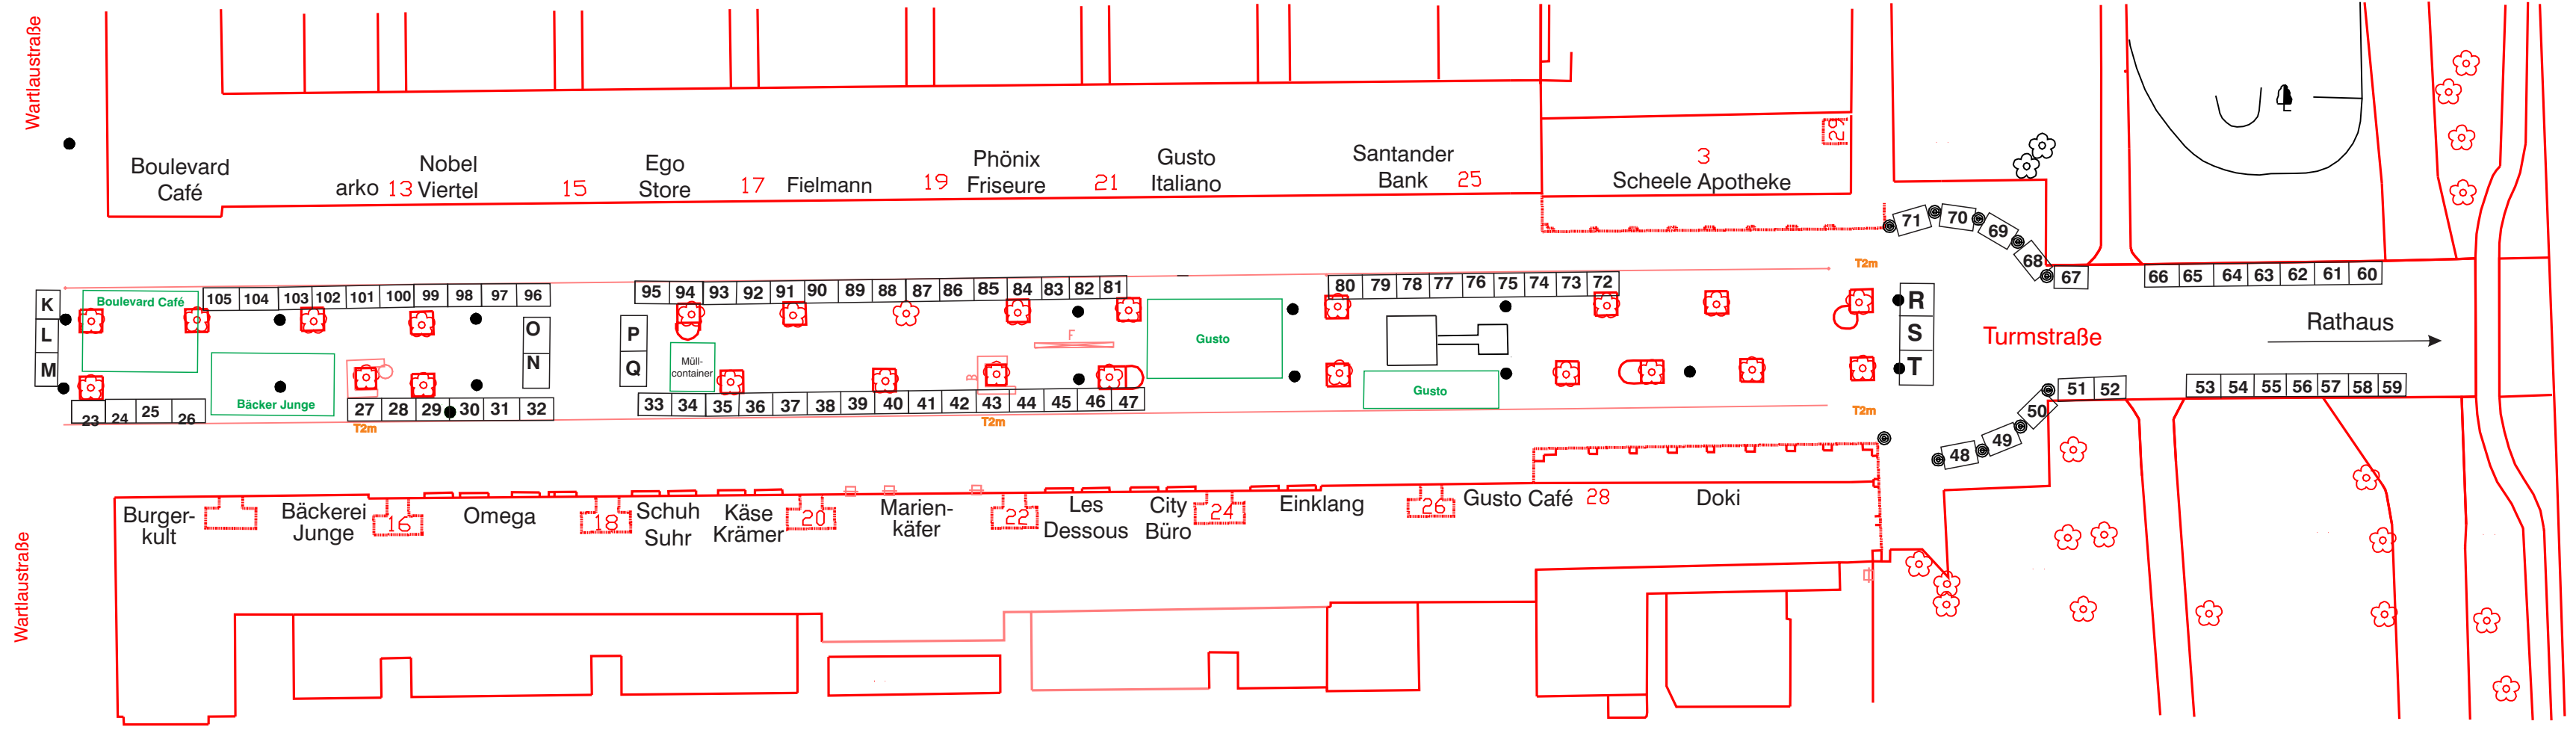 Wartlaustraße
Boulevard
Café
arko
13
Nobel
Viertel
15
Ego
Store
17
Fielmann
19
Phönix
Friseure
21
Gusto
Italiano
Santander
Bank
25
3
Scheele Apotheke
29
71
70
69
68
67
66 65 64 63 62 61 60
T2m
K
L
M
Boulevard Café
105 104 103 102 101 100 99 98 97 96
95 94 93 92 91 90 89 88 87 86 85 84 83 82 81
80 79 78 77 76 75 74 73 72
O
N
P
Q
Müll-
container
F
B
Gusto
Gusto
R
S
T
Turmstraße
Rathaus
Bäcker Junge
23 24 25 26
27 28 29 30 31 32
33 34 35 36 37 38 39 40 41 42 43 44 45 46 47
T2m
T2m
T2m
51 52
53 54 55 56 57 58 59
50
49
48
Wartlaustraße
Burger-
kult
Bäckerei
Junge
16
Omega
18
Schuh
Suhr
Käse
Krämer
20
Marien-
käfer
22
Les
Dessous
City
Büro
24
Einklang
26
Gusto Café
28
Doki